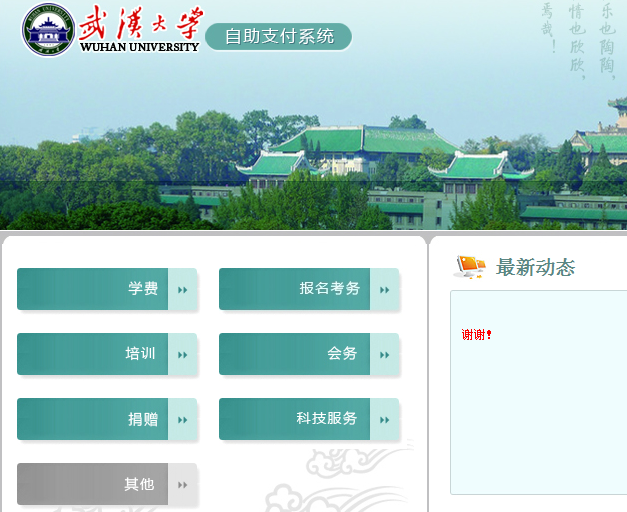 武漢大学
WUHAN UNIVERSITY
自助支付系统
乐也陶陶，
情也欣欣，
焉哉！
学费
报名考务
培训
会务
捐赠
科技服务
其他
最新动态
谢谢！